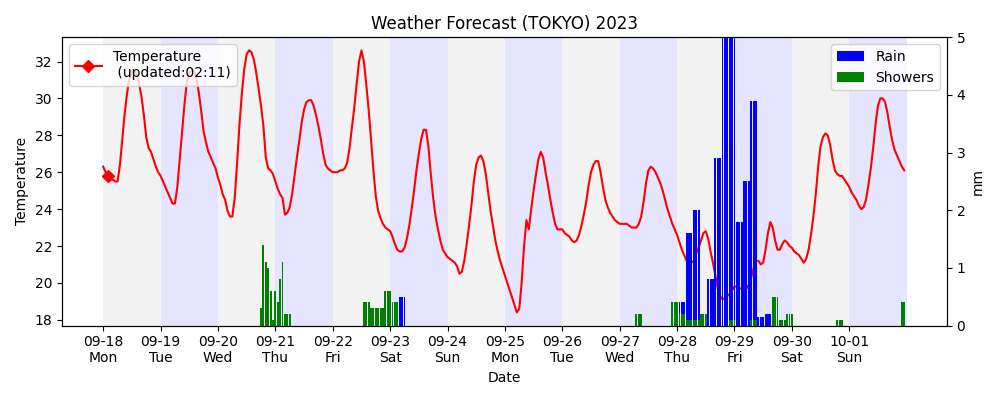 Weather Forecast (TOKYO) 2023
Temperature
(updated:02:11)
Rain
Showers
Temperature
32
30
28
26
24
22
20
18
5
4
3
2
1
0
mm
09-18 09-19 09-20 09-21 09-22 09-23 09-24 09-25 09-26 09-27 09-28 09-29 09-30 10-01
Mon Tue Wed Thu Fri Sat Sun Mon Tue Wed Thu Fri Sat Sun
Date